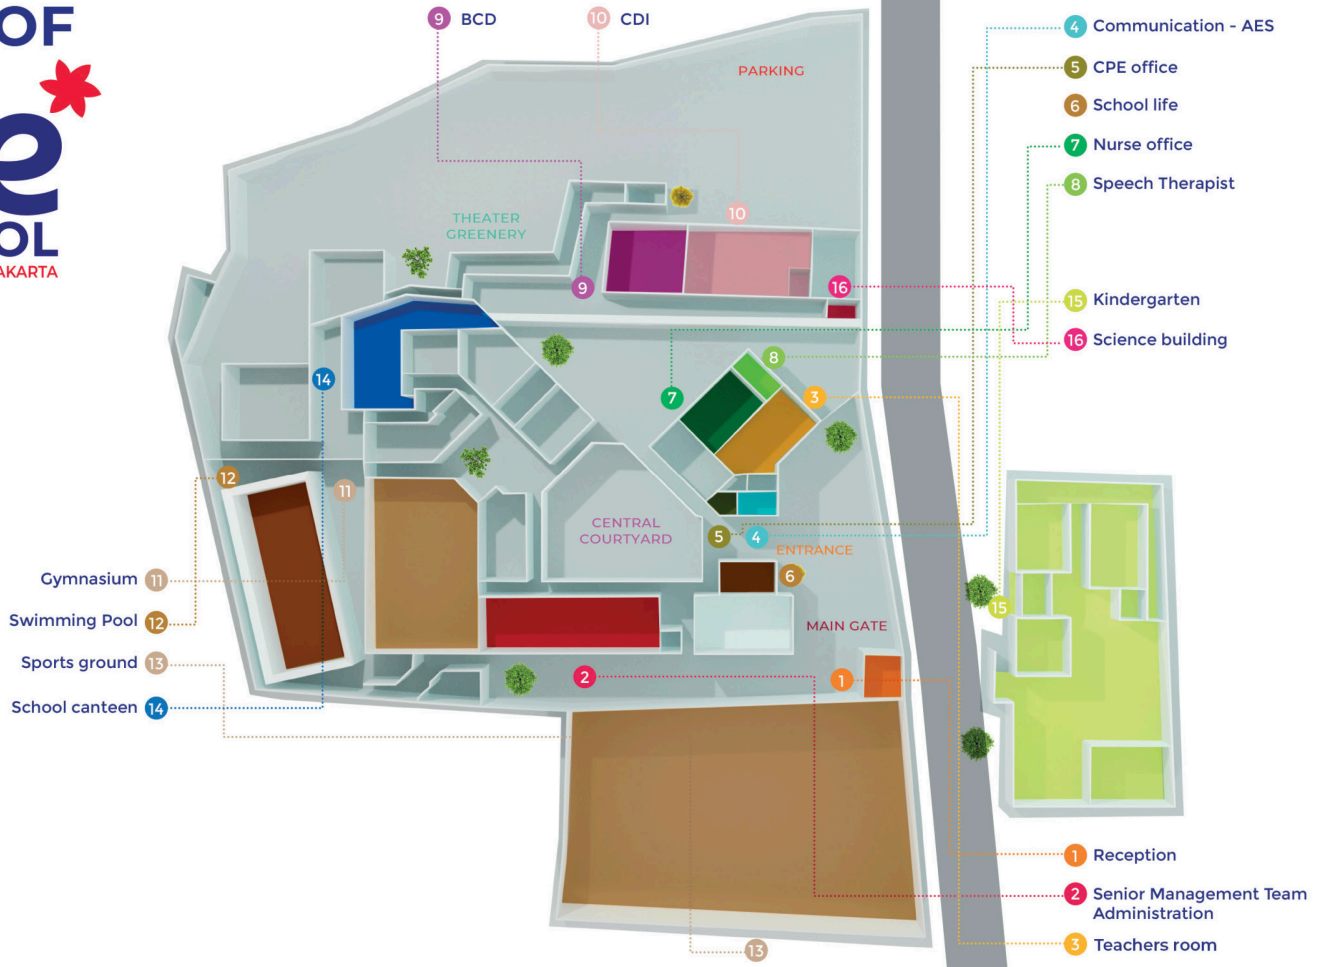 OF
e
OOL
AKARTA
9 BCD
10 CDI
4 Communication - AES
5 CPE office
6 School life
7 Nurse office
8 Speech Therapist
15 Kindergarten
16 Science building
PARKING
THEATER
GREENERY
10
9
16
8
14
7
3
12
11
CENTRAL
COURTYARD
5
4
ENTRANCE
6
15
MAIN GATE
2
1
13
Gymnasium 11
Swimming Pool 12
Sports ground 13
School canteen 14
1 Reception
2 Senior Management Team
Administration
3 Teachers room